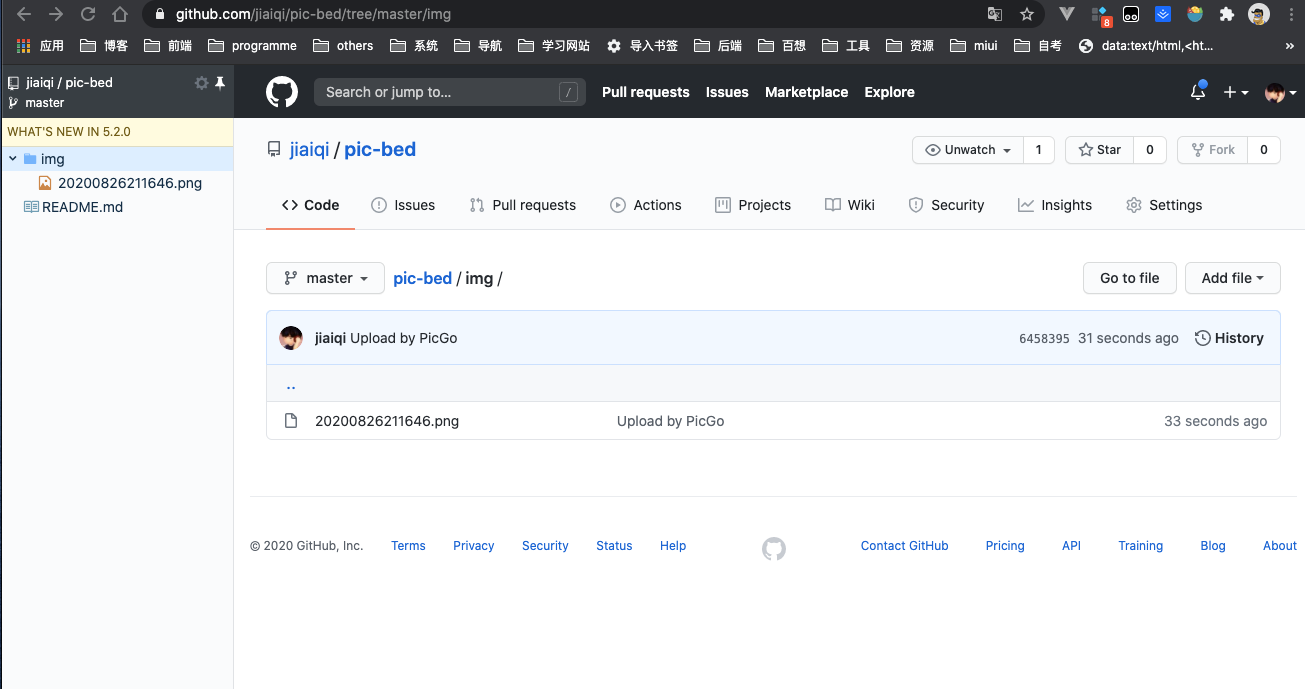 github.com/jiaiqi/pic-bed/tree/master/img
应用 博客 前端 programme others 系统 导航 学习网站 导入书签 后端 百想 工具 资源 miui 自考 data:text/html,<ht... »
8
jiaiqi / pic-bed
master
WHAT'S NEW IN 5.2.0
img
20200826211646.png
README.md
Search or jump to... / Pull requests Issues Marketplace Explore
jiaiqi / pic-bed
Unwatch 1 Star 0 Fork 0
Code Issues Pull requests Actions Projects Wiki Security Insights Settings
master pic-bed / img / Go to file Add file
jiaiqi Upload by PicGo 6458395 31 seconds ago History
..
20200826211646.png Upload by PicGo 33 seconds ago
© 2020 GitHub, Inc. Terms Privacy Security Status Help Contact GitHub Pricing API Training Blog About